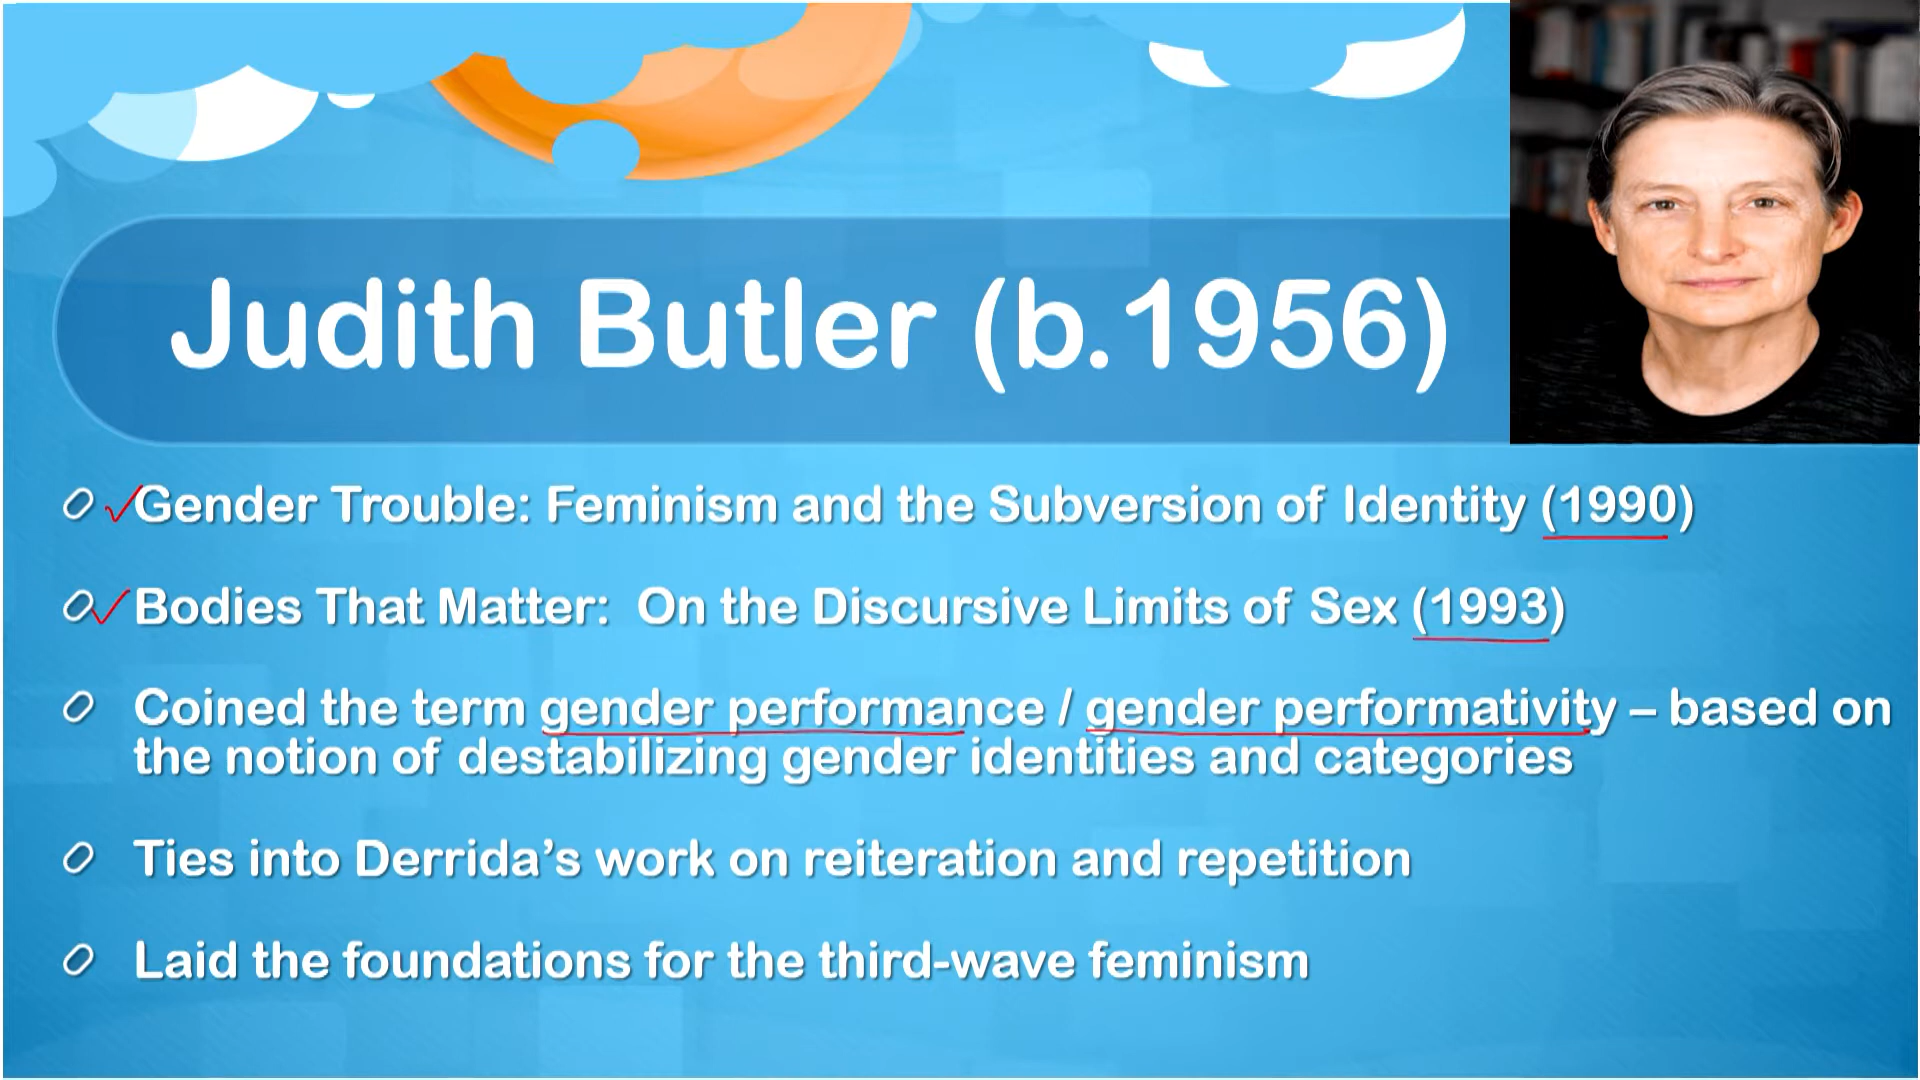 Judith Butler (b.1956)
Gender Trouble: Feminism and the Subversion of Identity (1990)
Bodies That Matter: On the Discursive Limits of Sex (1993)
Coined the term gender performance / gender performativity – based on
the notion of destabilizing gender identities and categories
Ties into Derrida’s work on reiteration and repetition
Laid the foundations for the third-wave feminism